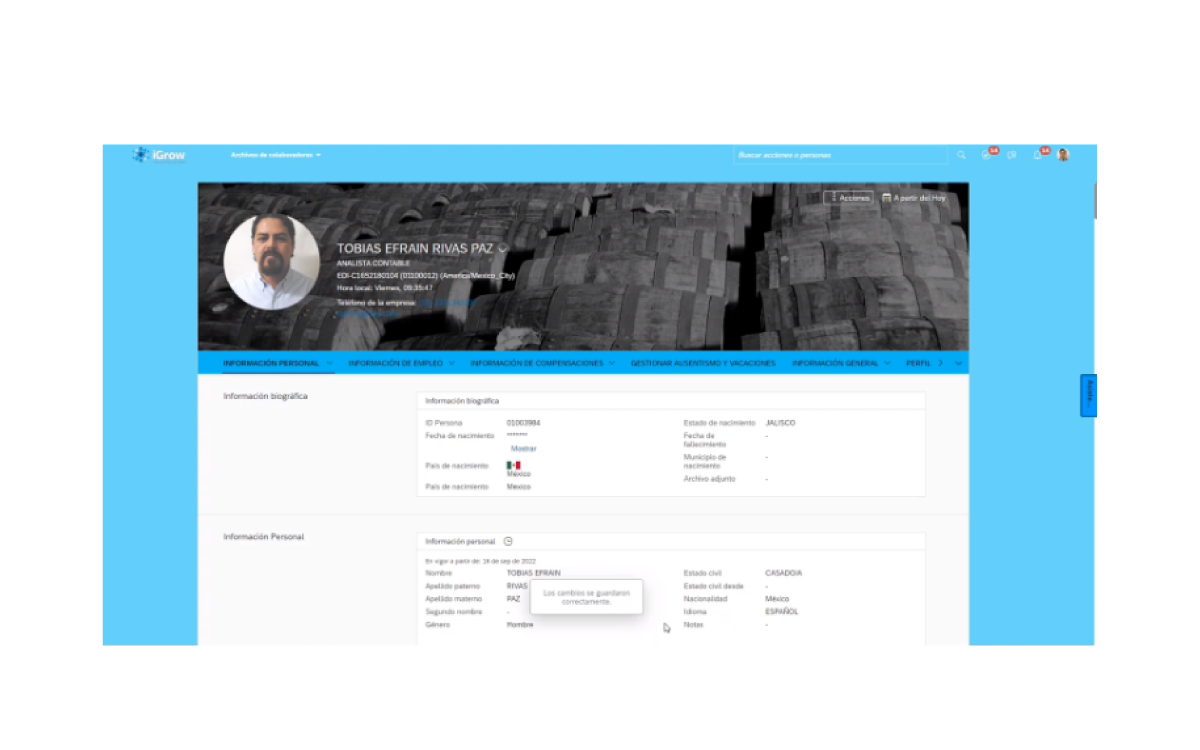 iGrow
Archivos de colaboradores
Buscar acciones o personas
14
14
Acciones
A partir del Hoy
TOBIAS EFRAIN RIVAS PAZ
ANALISTA CONTABLE
EDI-C1652180104 (01100012) (America/Mexico_City)
Hora local: Viernes, 09:35:47
Teléfono de la empresa:
INFORMACIÓN PERSONAL
INFORMACIÓN DE EMPLEO
INFORMACIÓN DE COMPENSACIONES
GESTIONAR AUSENTISMO Y VACACIONES
INFORMACIÓN GENERAL
PERFIL
Información biográfica
Información biográfica
ID Persona 01003984
Fecha de nacimiento *******
Mostrar
País de nacimiento
México
País de nacimiento Mexico
Estado de nacimiento JALISCO
Fecha de
fallecimiento -
Municipio de
nacimiento -
Archivo adjunto -
Información Personal
Información personal
En vigor a partir de: 16 de sep de 2022
Nombre TOBIAS EFRAIN
Apellido paterno RIVAS
Apellido materno PAZ
Segundo nombre -
Género Hombre
Los cambios se guardaron
correctamente.
Estado civil CASADO/A
Estado civil desde -
Nacionalidad México
Idioma ESPAÑOL
Notas -